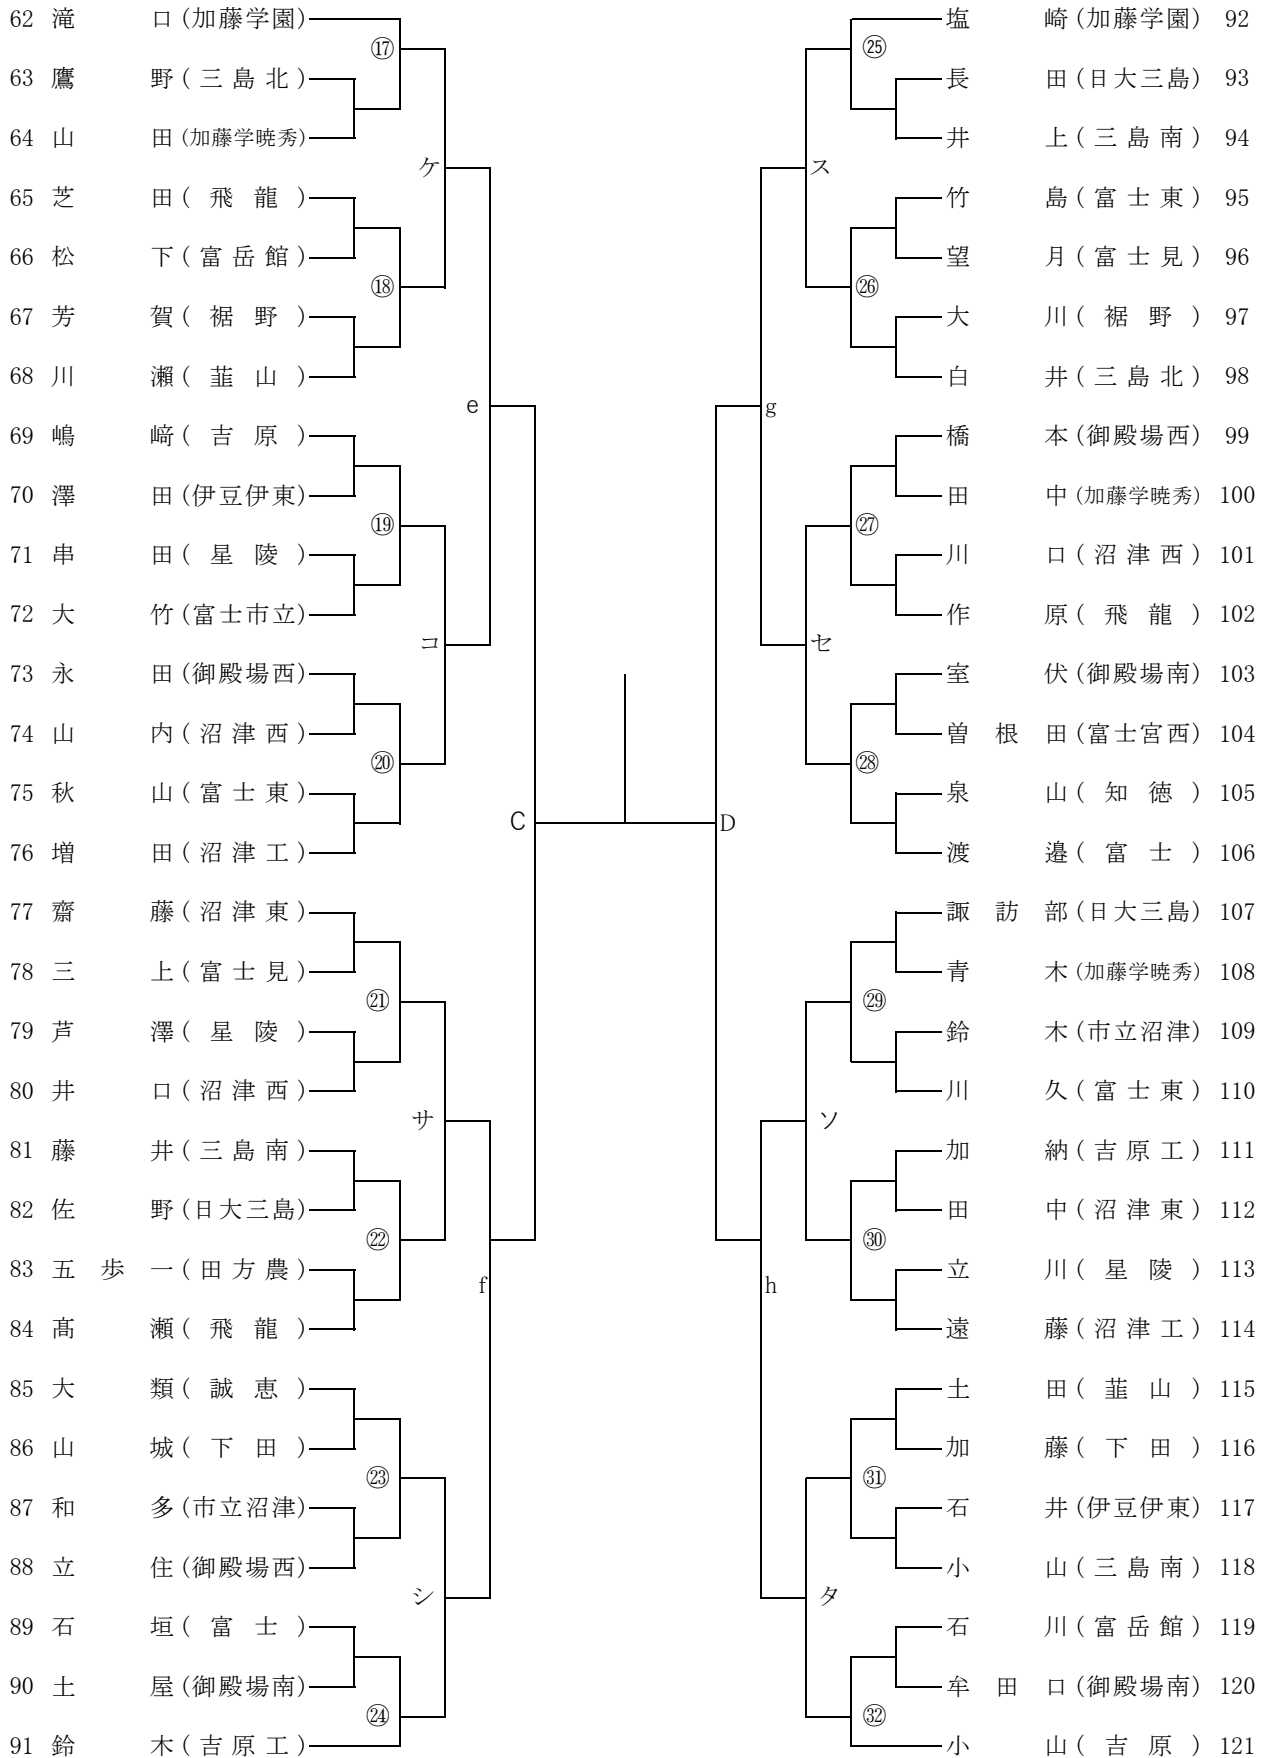 62 滝口(加藤学園) 塩崎(加藤学園) 92
⑰ ㉕
63 鷹野(三島北) 長田(日大三島) 93
64 山田(加藤学暁秀) 井上(三島南) 94
ケ ス
65 芝田(飛龍) 竹島(富士東) 95
66 松下(富岳館) 望月(富士見) 96
⑱ ㉖
67 芳賀(裾野) 大川(裾野) 97
68 川瀬(韮山) 白井(三島北) 98
e g
69 嶋﨑(吉原) 橋本(御殿場西) 99
70 澤田(伊豆伊東) 田中(加藤学暁秀) 100
⑲ ㉗
71 串田(星陵) 川口(沼津西) 101
72 大竹(富士市立) 作原(飛龍) 102
コ セ
73 永田(御殿場西) 室伏(御殿場南) 103
74 山内(沼津西) 曽根田(富士宮西) 104
⑳ ㉘
75 秋山(富士東) 泉山(知徳) 105
C D
76 増田(沼津工) 渡邉(富士) 106
77 齋藤(沼津東) 諏訪部(日大三島) 107
78 三上(富士見) 青木(加藤学暁秀) 108
㉑ ㉙
79 芦澤(星陵) 鈴木(市立沼津) 109
80 井口(沼津西) 川久(富士東) 110
サ ソ
81 藤井(三島南) 加納(吉原工) 111
82 佐野(日大三島) 田中(沼津東) 112
㉒ ㉚
83 五歩一(田方農) 立川(星陵) 113
f h
84 髙瀬(飛龍) 遠藤(沼津工) 114
85 大類(誠恵) 土田(韮山) 115
86 山城(下田) 加藤(下田) 116
㉓ ㉛
87 和多(市立沼津) 石井(伊豆伊東) 117
88 立住(御殿場西) 小山(三島南) 118
シ タ
89 石垣(富士) 石川(富岳館) 119
90 土屋(御殿場南) 牟田口(御殿場南) 120
㉔ ㉜
91 鈴木(吉原工) 小山(吉原) 121